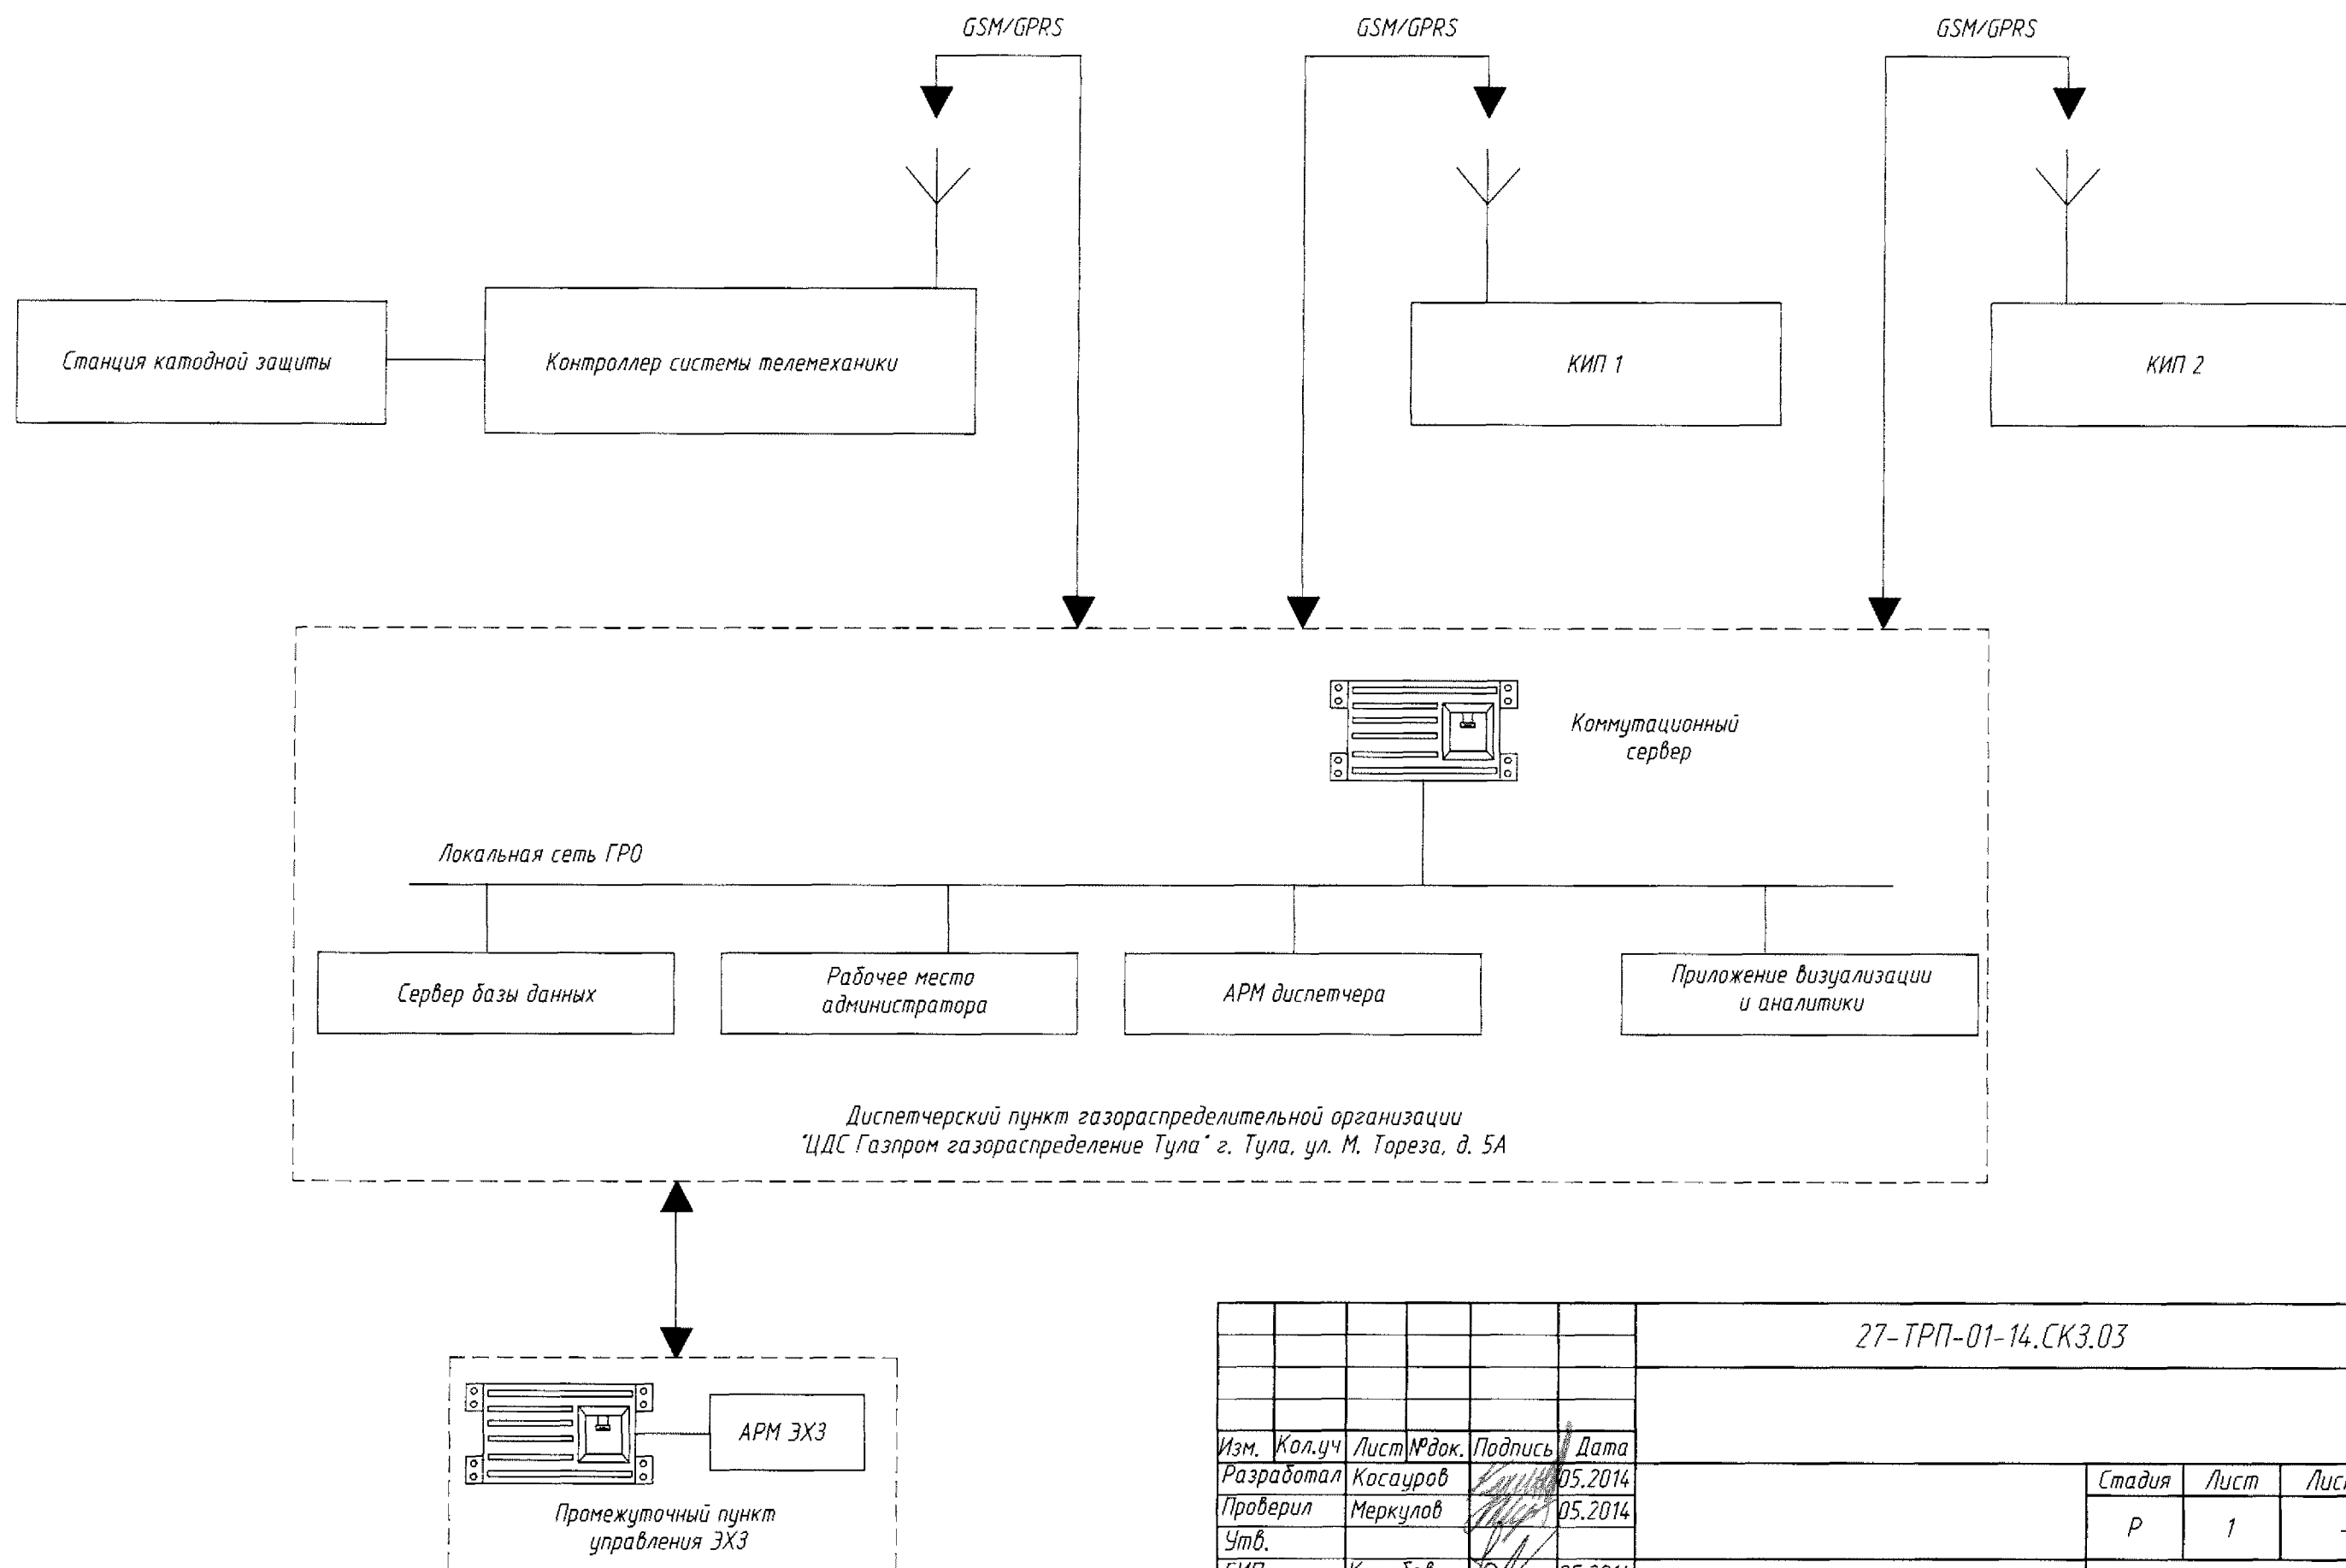 GSM/GPRS
GSM/GPRS
GSM/GPRS
Станция катодной защиты
Контроллер системы телемеханики
КИП 1
КИП 2
Коммутационный
сервер
Локальная сеть ГРО
Сервер базы данных
Рабочее место
администратора
АРМ диспетчера
Приложение визуализации
и аналитики
Диспетчерский пункт газораспределительной организации
"ЦДС Газпром газораспределение Тула" г. Тула, ул. М. Тореза, д. 5А
АРМ ЭХЗ
Промежуточный пункт
управления ЭХЗ
27-ТРП-01-14.СКЗ.03
Изм. Кол.уч Лист №док. Подпись Дата
Разработал Косауров 05.2014
Проверил Меркулов 05.2014
Утв.
Стадия Лист
Р 1